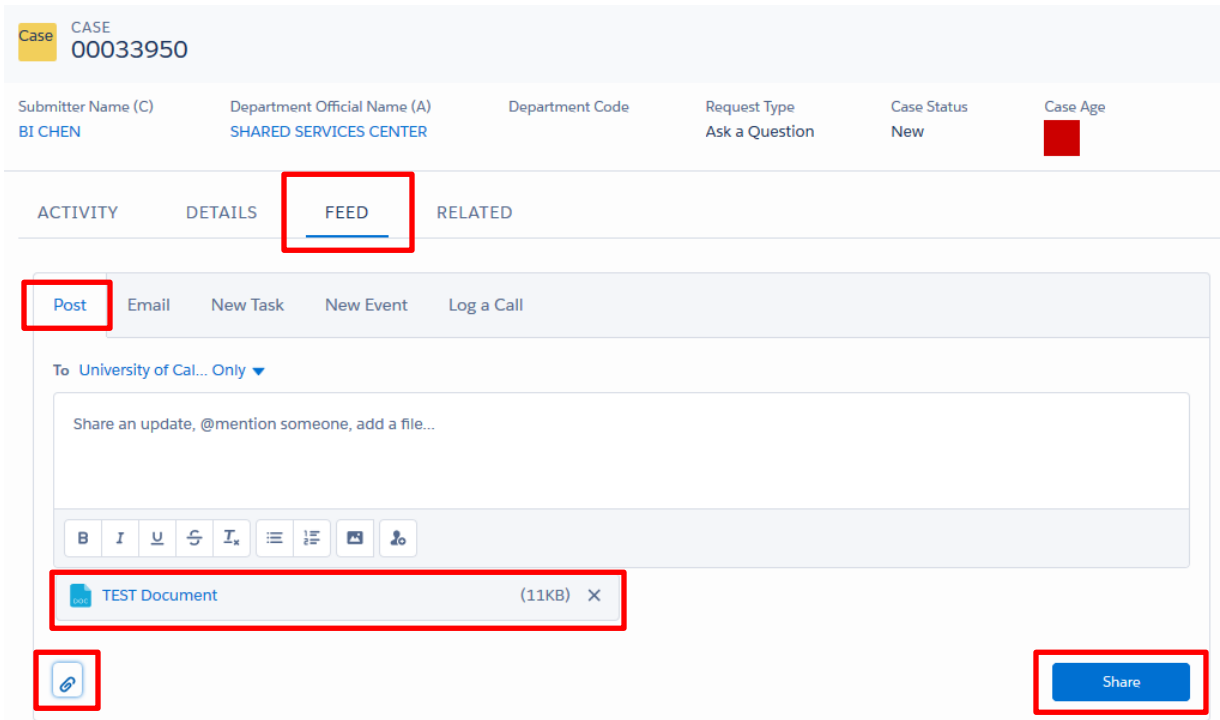 Case
CASE
00033950
Submitter Name (C)
BI CHEN
Department Official Name (A)
SHARED SERVICES CENTER
Department Code
Request Type
Ask a Question
Case Status
New
Case Age
ACTIVITY DETAILS FEED RELATED
Post Email New Task New Event Log a Call
To University of Cal... Only
Share an update, @mention someone, add a file...
B I U S Tx
DOC TEST Document (11KB) ×
Share